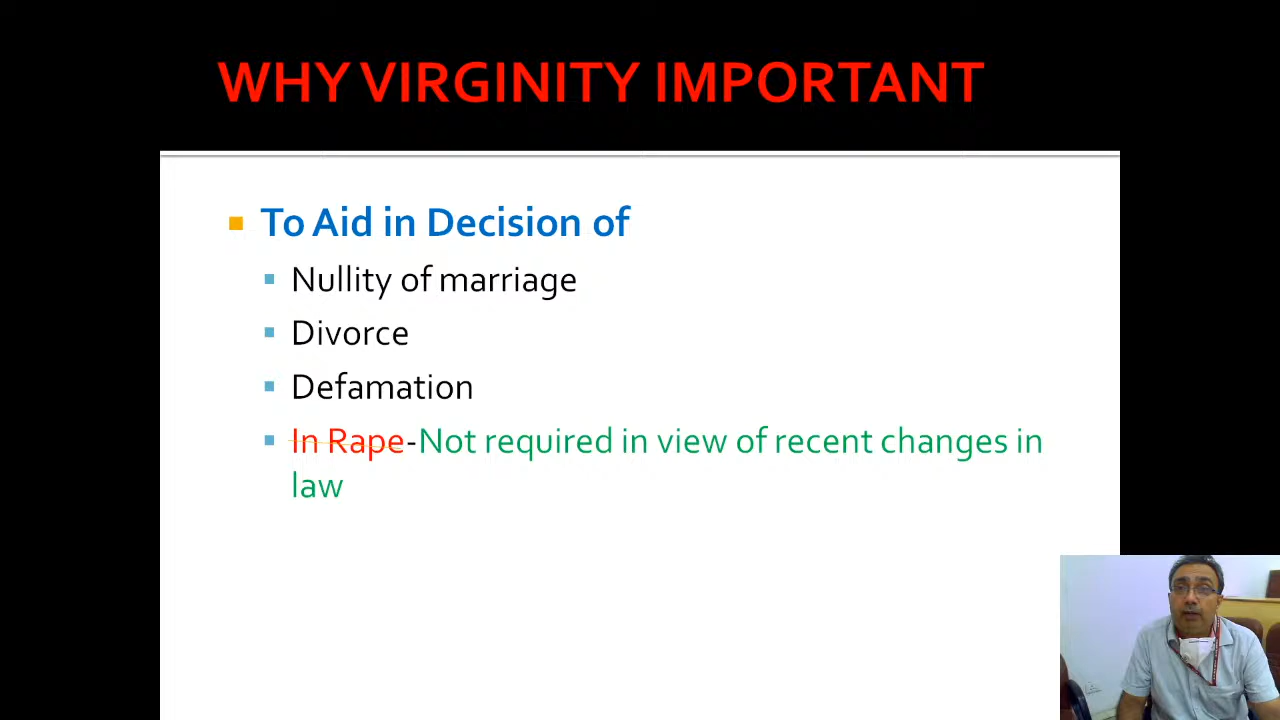 WHY VIRGINITY IMPORTANT
To Aid in Decision of
Nullity of marriage
Divorce
Defamation
In Rape-Not required in view of recent changes in
law